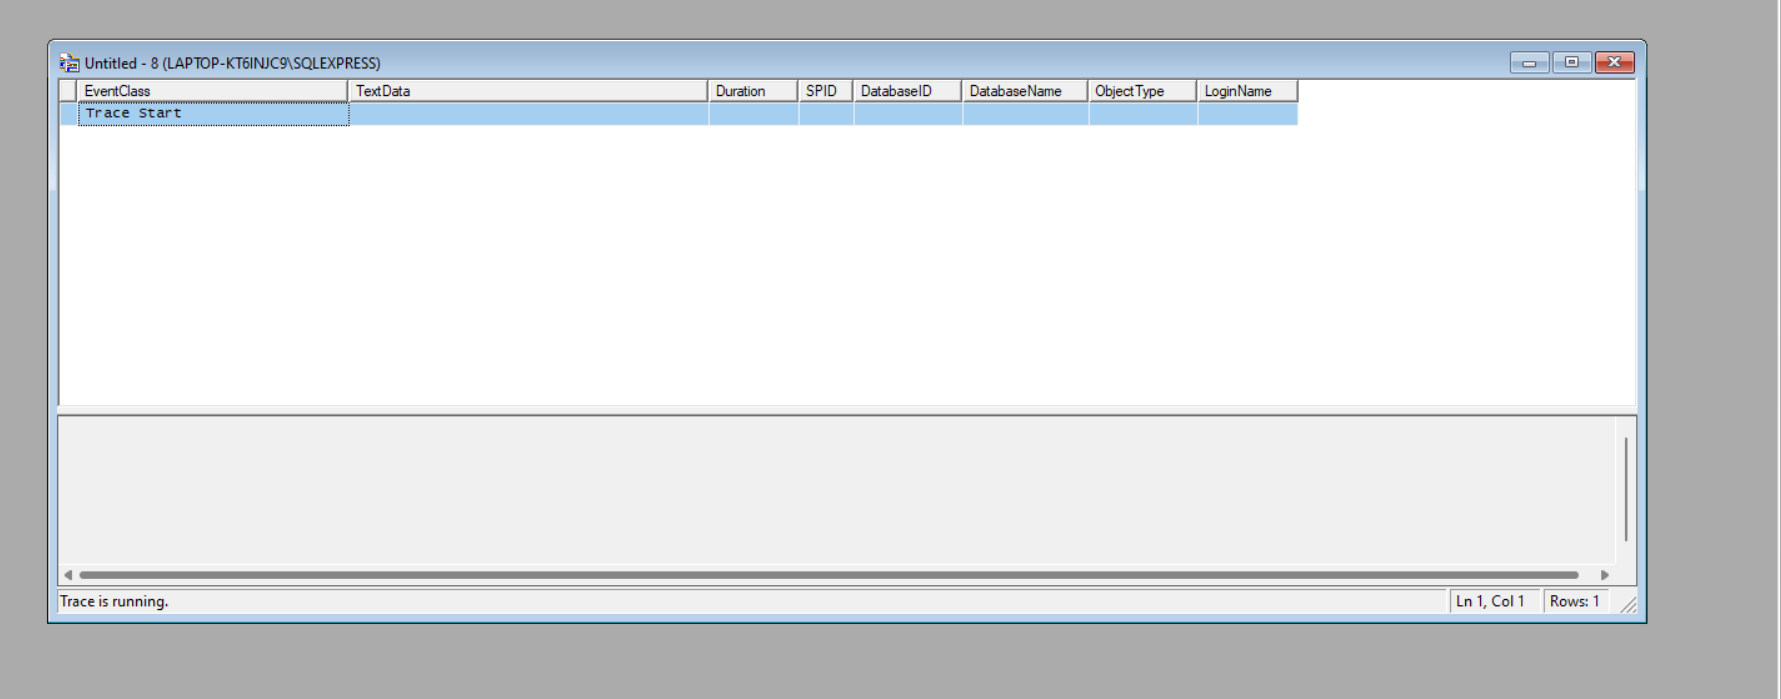 Untitled - 8 (LAPTOP-KT6INJC9\SQLEXPRESS)
EventClass TextData Duration SPID DatabaseID DatabaseName ObjectType LoginName
Trace Start
Trace is running. Ln 1, Col 1 Rows: 1